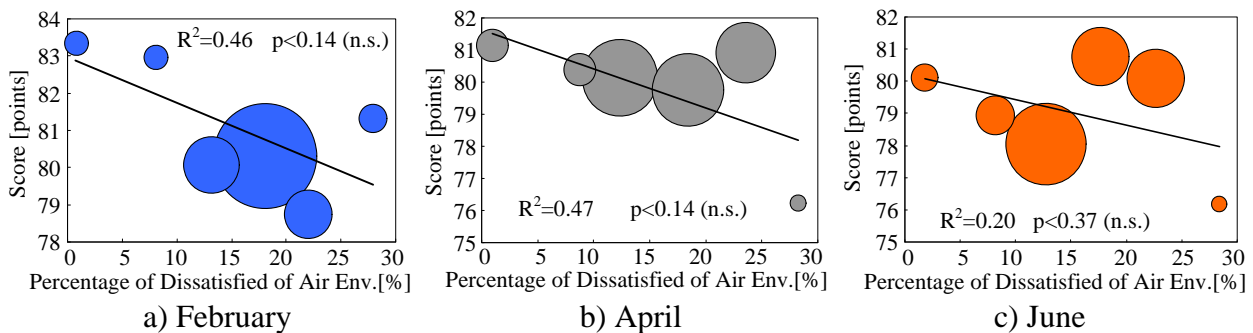 84
83
82
81
80
79
78
0 5 10 15 20 25 30
Score [points]
R²=0.46 p<0.14 (n.s.)
Percentage of Dissatisfied of Air Env.[%]
a) February
83
82
81
80
79
78
77
76
75
0 5 10 15 20 25 30
Score [points]
R²=0.47 p<0.14 (n.s.)
Percentage of Dissatisfied of Air Env.[%]
b) April
83
82
81
80
79
78
77
76
75
0 5 10 15 20 25 30
Score [points]
R²=0.20 p<0.37 (n.s.)
Percentage of Dissatisfied of Air Env.[%]
c) June